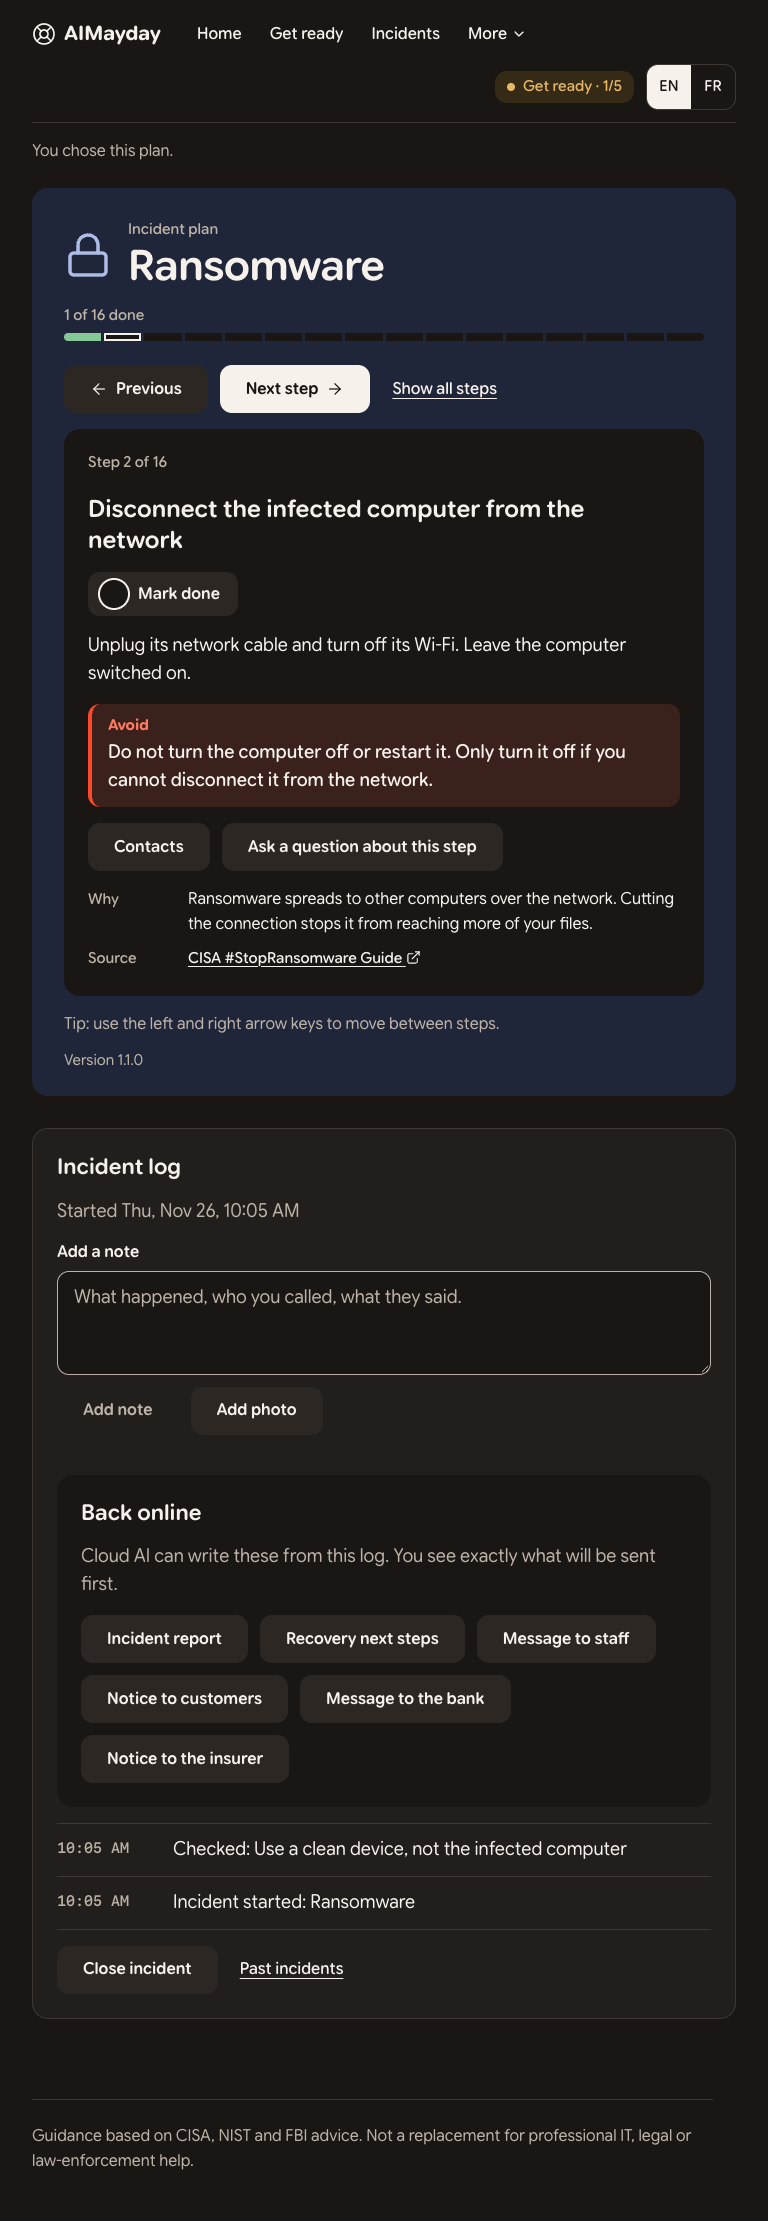 AIMayday
Home
Get ready
Incidents
More
Get ready · 1/5
EN
FR
You chose this plan.
Incident plan
Ransomware
1 of 16 done
Previous
Next step
Show all steps
Step 2 of 16
Disconnect the infected computer from the
network
Mark done
Unplug its network cable and turn off its Wi-Fi. Leave the computer
switched on.
Avoid
Do not turn the computer off or restart it. Only turn it off if you
cannot disconnect it from the network.
Contacts
Ask a question about this step
Why
Ransomware spreads to other computers over the network. Cutting
the connection stops it from reaching more of your files.
Source
CISA #StopRansomware Guide
Tip: use the left and right arrow keys to move between steps.
Version 1.1.0
Incident log
Started Thu, Nov 26, 10:05 AM
Add a note
What happened, who you called, what they said.
Add note
Add photo
Back online
Cloud AI can write these from this log. You see exactly what will be sent
first.
Incident report
Recovery next steps
Message to staff
Notice to customers
Message to the bank
Notice to the insurer
10:05 AM
Checked: Use a clean device, not the infected computer
10:05 AM
Incident started: Ransomware
Close incident
Past incidents
Guidance based on CISA, NIST and FBI advice. Not a replacement for professional IT, legal or
law-enforcement help.